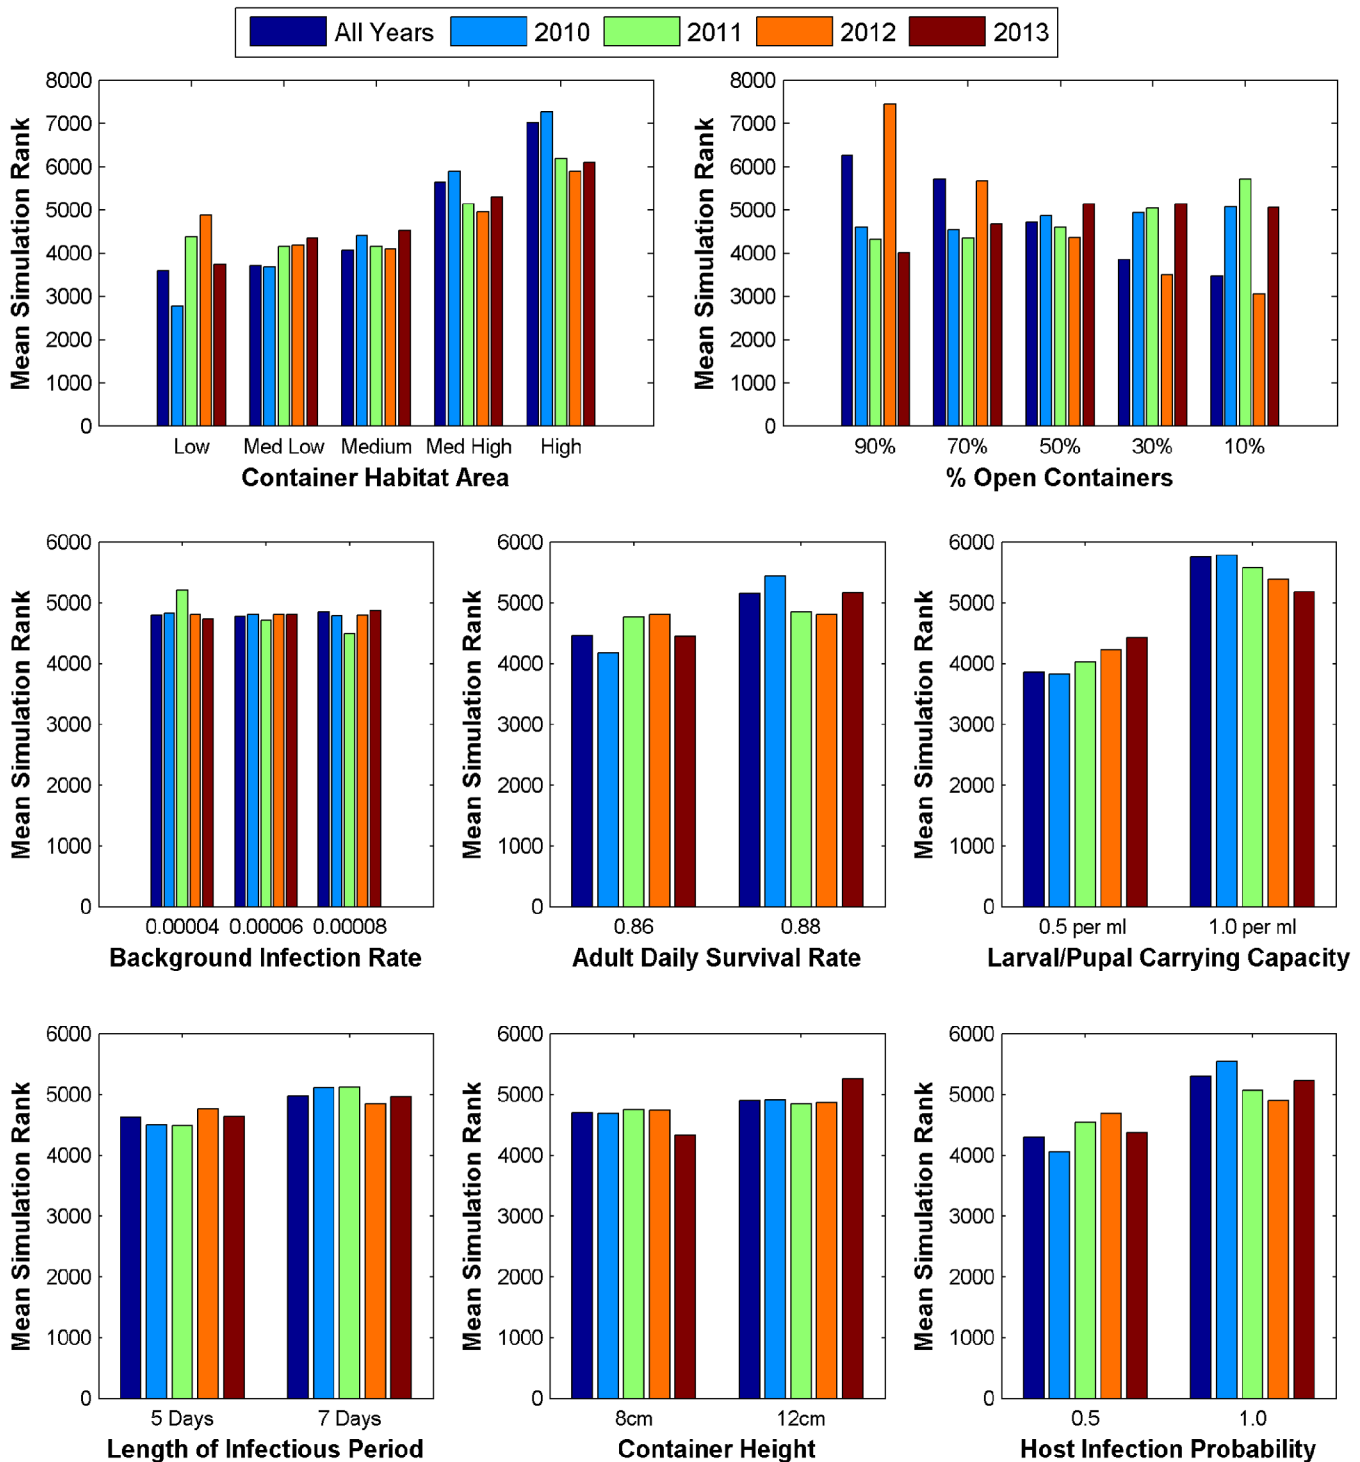 All Years 2010 2011 2012 2013
8000
7000
6000
5000
4000
3000
2000
1000
0
Mean Simulation Rank
Low Med Low Medium Med High High
Container Habitat Area
8000
7000
6000
5000
4000
3000
2000
1000
0
Mean Simulation Rank
90% 70% 50% 30% 10%
% Open Containers
6000
5000
4000
3000
2000
1000
0
Mean Simulation Rank
0.00004 0.00006 0.00008
Background Infection Rate
6000
5000
4000
3000
2000
1000
0
Mean Simulation Rank
0.86 0.88
Adult Daily Survival Rate
6000
5000
4000
3000
2000
1000
0
Mean Simulation Rank
0.5 per ml 1.0 per ml
Larval/Pupal Carrying Capacity
6000
5000
4000
3000
2000
1000
0
Mean Simulation Rank
5 Days 7 Days
Length of Infectious Period
6000
5000
4000
3000
2000
1000
0
Mean Simulation Rank
8cm 12cm
Container Height
6000
5000
4000
3000
2000
1000
0
Mean Simulation Rank
0.5 1.0
Host Infection Probability